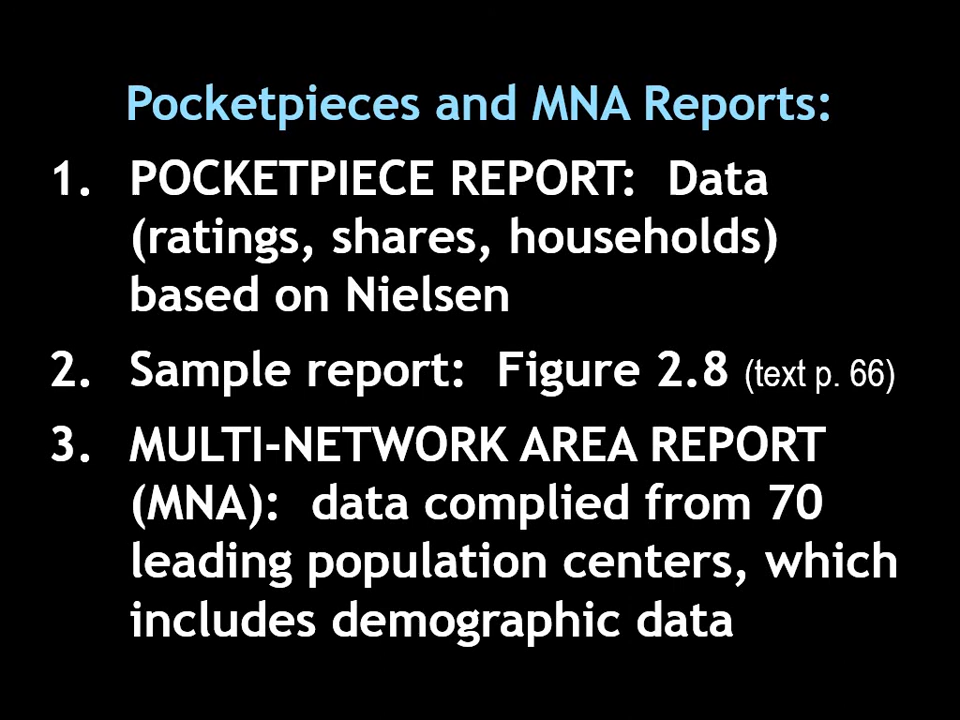 Pocketpieces and MNA Reports:
1. POCKETPIECE REPORT: Data
(ratings, shares, households)
based on Nielsen
2. Sample report: Figure 2.8 (text p. 66)
3. MULTI-NETWORK AREA REPORT
(MNA): data complied from 70
leading population centers, which
includes demographic data